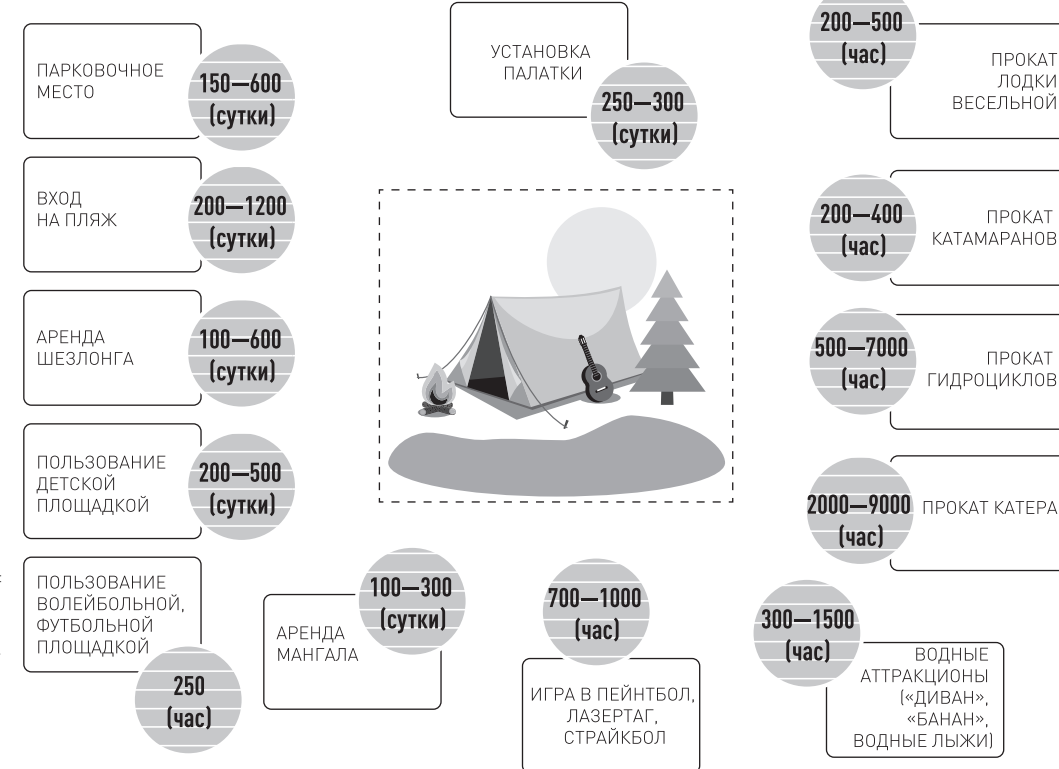 ПАРКОВОЧНОЕ
МЕСТО
150—600
(сутки)
ВХОД
НА ПЛЯЖ
200—1200
(сутки)
АРЕНДА
ШЕЗЛОНГА
100—600
(сутки)
ПОЛЬЗОВАНИЕ
ДЕТСКОЙ
ПЛОЩАДКОЙ
200—500
(сутки)
ПОЛЬЗОВАНИЕ
ВОЛЕЙБОЛЬНОЙ,
ФУТБОЛЬНОЙ
ПЛОЩАДКОЙ
250
(час)
УСТАНОВКА
ПАЛАТКИ
250—300
(сутки)
АРЕНДА
МАНГАЛА
100—300
(сутки)
700—1000
(час)
ИГРА В ПЕЙНТБОЛ,
ЛАЗЕРТАГ,
СТРАЙКБОЛ
200—500
(час)
ПРОКАТ
ЛОДКИ
ВЕСЕЛЬНОЙ
200—400
(час)
ПРОКАТ
КАТАМАРАНОВ
500—7000
(час)
ПРОКАТ
ГИДРОЦИКЛОВ
2000—9000
(час)
ПРОКАТ КАТЕРА
300—1500
(час)
ВОДНЫЕ
АТТРАКЦИОНЫ
(«ДИВАН»,
«БАНАН»,
ВОДНЫЕ ЛЫЖИ)